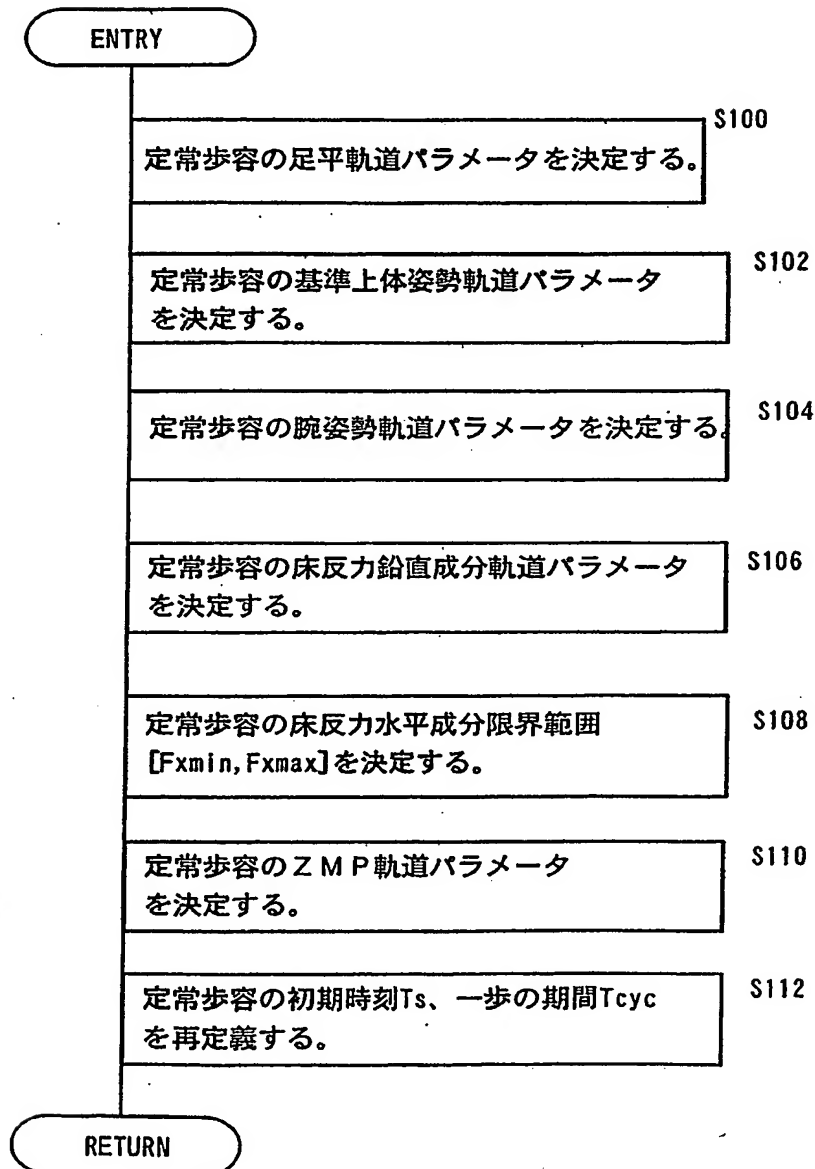 ENTRY
S100
定常歩容の足平軌道パラメータを決定する。
S102
定常歩容の基準上体姿勢軌道パラメータ
を決定する。
S104
定常歩容の腕姿勢軌道パラメータを決定する。
S106
定常歩容の床反力鉛直成分軌道パラメータ
を決定する。
S108
定常歩容の床反力水平成分限界範囲
[Fxmin,Fxmax]を決定する。
S110
定常歩容のＺＭＰ軌道パラメータ
を決定する。
S112
定常歩容の初期時刻Ts、一歩の期間Tcyc
を再定義する。
RETURN